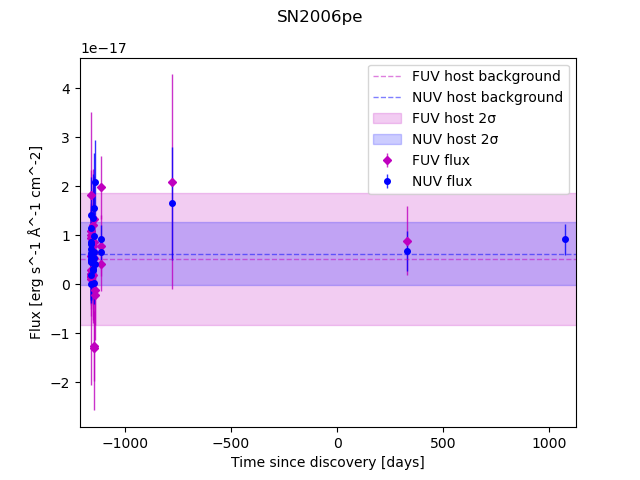 SN2006pe
1e−17
FUV host background
NUV host background
FUV host 2σ
NUV host 2σ
FUV flux
NUV flux
4
3
2
1
0
−1
−2
Flux [erg s^-1 Å^-1 cm^-2]
−1000
−500
0
500
1000
Time since discovery [days]